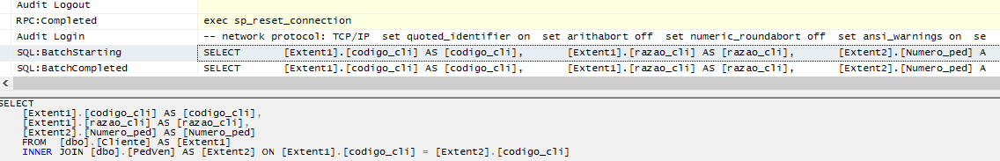 Audit Logout
RPC:Completed exec sp_reset_connection
Audit Login -- network protocol: TCP/IP set quoted_identifier on set arithabort off set numeric_roundabort off set ansi_warnings on se
SQL:BatchStarting SELECT [Extent1].[codigo_cli] AS [codigo_cli], [Extent1].[razao_cli] AS [razao_cli], [Extent2].[Numero_ped] A
SQL:BatchCompleted SELECT [Extent1].[codigo_cli] AS [codigo_cli], [Extent1].[razao_cli] AS [razao_cli], [Extent2].[Numero_ped] A
SELECT
[Extent1].[codigo_cli] AS [codigo_cli],
[Extent1].[razao_cli] AS [razao_cli],
[Extent2].[Numero_ped] AS [Numero_ped]
FROM [dbo].[Cliente] AS [Extent1]
INNER JOIN [dbo].[PedVen] AS [Extent2] ON [Extent1].[codigo_cli] = [Extent2].[codigo_cli]